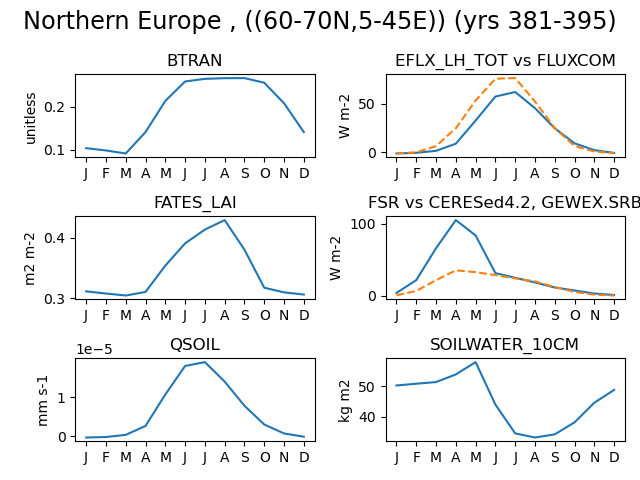 Northern Europe , ((60-70N,5-45E)) (yrs 381-395)
BTRAN
unitless
0.2
0.1
J F M A M J J A S O N D
EFLX_LH_TOT vs FLUXCOM
W m-2
50
0
J F M A M J J A S O N D
FATES_LAI
m2 m-2
0.4
0.3
J F M A M J J A S O N D
FSR vs CERESed4.2, GEWEX.SRB
W m-2
100
0
J F M A M J J A S O N D
QSOIL
1e−5
mm s-1
1
0
J F M A M J J A S O N D
SOILWATER_10CM
kg m2
50
40
J F M A M J J A S O N D